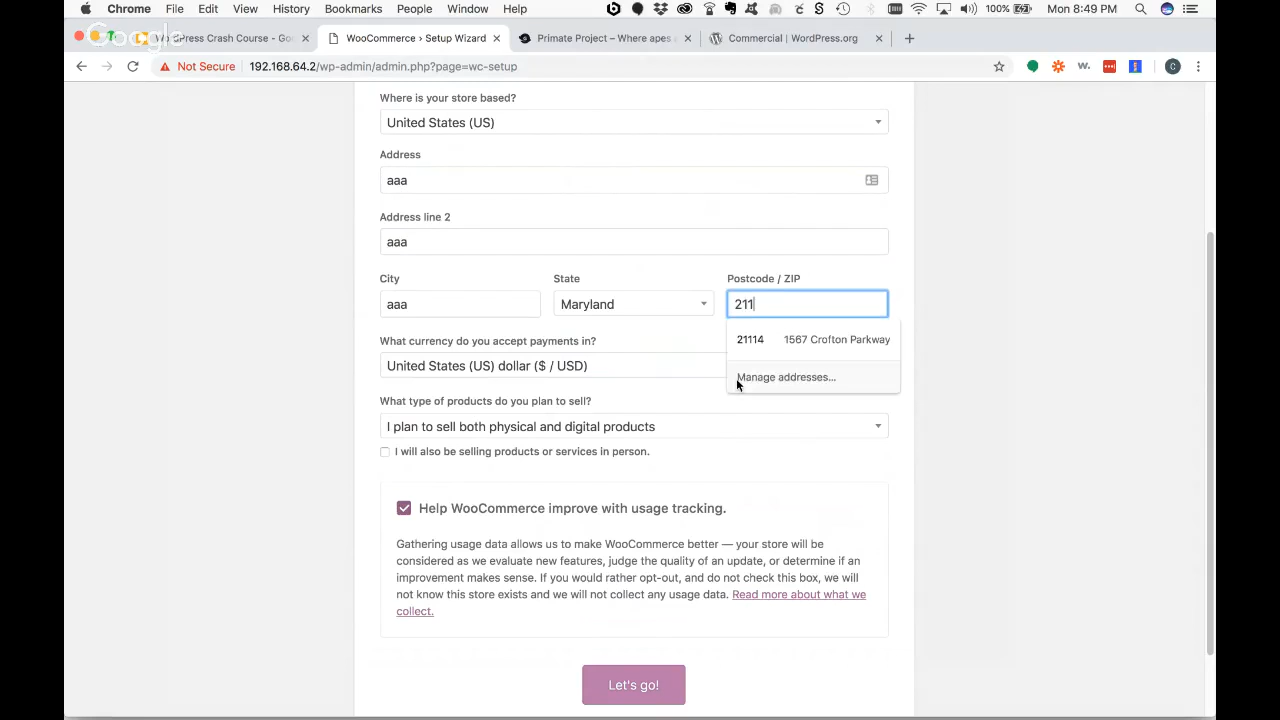 Chrome File Edit View History Bookmarks People Window Help 100% Mon 8:49 PM
Google
WooCommerce › Setup Wizard
Primate Project – Where apes
Commercial | WordPress.org
Not Secure 192.168.64.2/wp-admin/admin.php?page=wc-setup
Where is your store based?
United States (US)
Address
aaa
Address line 2
aaa
City State Postcode / ZIP
aaa Maryland 211
21114 1567 Crofton Parkway
What currency do you accept payments in?
United States (US) dollar ($ / USD)
Manage addresses...
What type of products do you plan to sell?
I plan to sell both physical and digital products
I will also be selling products or services in person.
Help WooCommerce improve with usage tracking.
Gathering usage data allows us to make WooCommerce better — your store will be
considered as we evaluate new features, judge the quality of an update, or determine if an
improvement makes sense. If you would rather opt-out, and do not check this box, we will
not know this store exists and we will not collect any usage data. Read more about what we
collect.
Let's go!